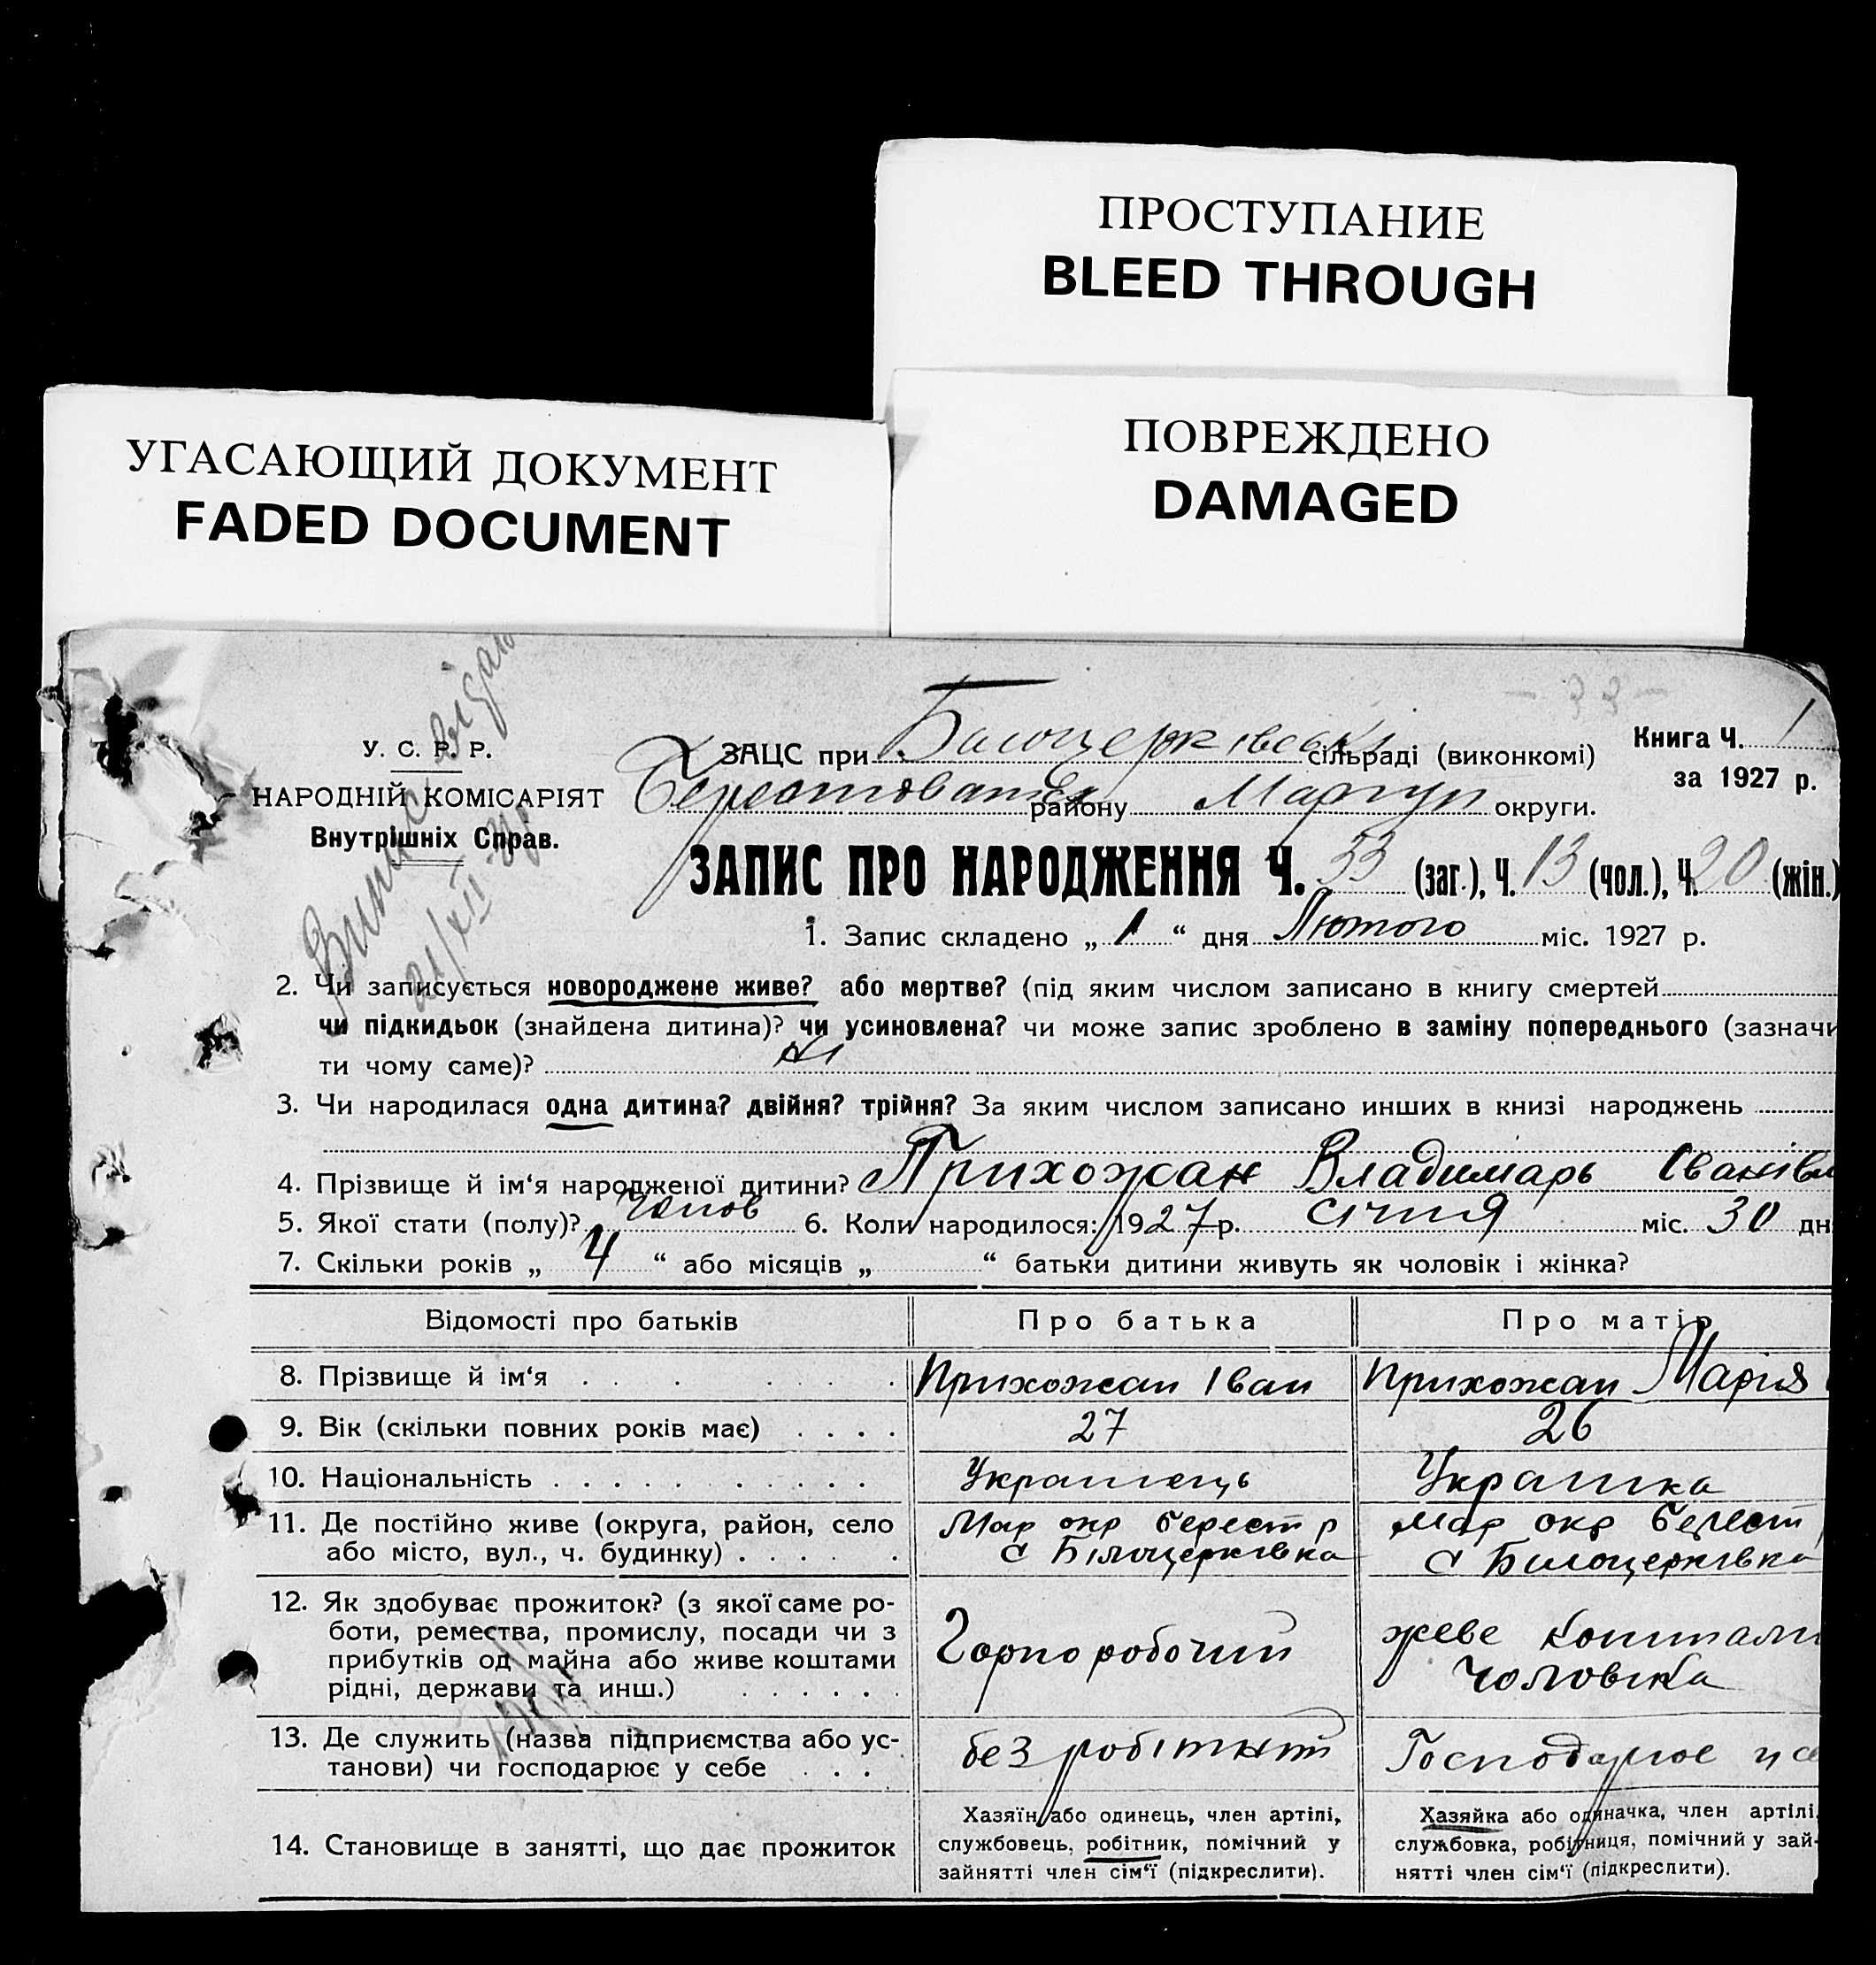 ПРОСТУПАНИЕ
BLEED THROUGH
УГАСАЮЩИЙ ДОКУМЕНТ
FADED DOCUMENT
ПОВРЕЖДЕНО
DAMAGED
- 33 -
У. С. Р. Р.
НАРОДНІЙ КОМІСАРІЯТ
Внутрішніх Справ.
ЗАЦС при Білоцерківській сільраді (виконкомі)
Книга Ч. 1
за 1927 р.
району Маріуп округи.
ЗАПИС ПРО НАРОДЖЕННЯ Ч. 33 (заг.), Ч. 13 (чол.), Ч. 20 (жін.)
1. Запис складено „ 1 “ дня Лютого міс. 1927 р.
2. Чи записується новороджене живе? або мертве? (під яким числом записано в книгу смертей
чи підкидьок (знайдена дитина)? чи усиновлена? чи може запис зроблено в заміну попереднього (зазначи
ти чому саме)? ні
3. Чи народилася одна дитина? двійня? трійня? За яким числом записано инших в книзі народжень
4. Прізвище й ім‘я народженої дитини? Прихожан Владимарь
5. Якої стати (полу)? Чолов 6. Коли народилося: 1927 р. Січня міс. 30 дн
7. Скільки років „ 4 “ або місяців „ “ батьки дитини живуть як чоловік і жінка?
Відомості про батьків
Про батька
Про матір
8. Прізвище й ім‘я
Прихожан Іван
Прихожан Марія
9. Вік (скільки повних років має)
27
26
10. Національність
Українець
Українка
11. Де постійно живе (округа, район, село
або місто, вул., ч. будинку)
Мар окр Берест р
с Білоцерківка
Мар окр Берест
с Білоцерківка
12. Як здобуває прожиток? (з якої саме ро-
боти, ремества, промислу, посади чи з
прибутків од майна або живе коштами
рідні, держави та инш.)
Чорноробочий
живе коштами
чоловіка
13. Де служить (назва підприємства або ус-
танови) чи господарює у себе
без робітний
Господарює у се
14. Становище в занятті, що дає прожиток
Хазяїн або одинець, член артілі,
службовець, робітник, помічний у
зайнятті член сім‘ї (підкреслити).
Хазяйка або одиначка, член артілі,
службовка, робітниця, помічний у зай-
нятті член сім‘ї (підкреслити).